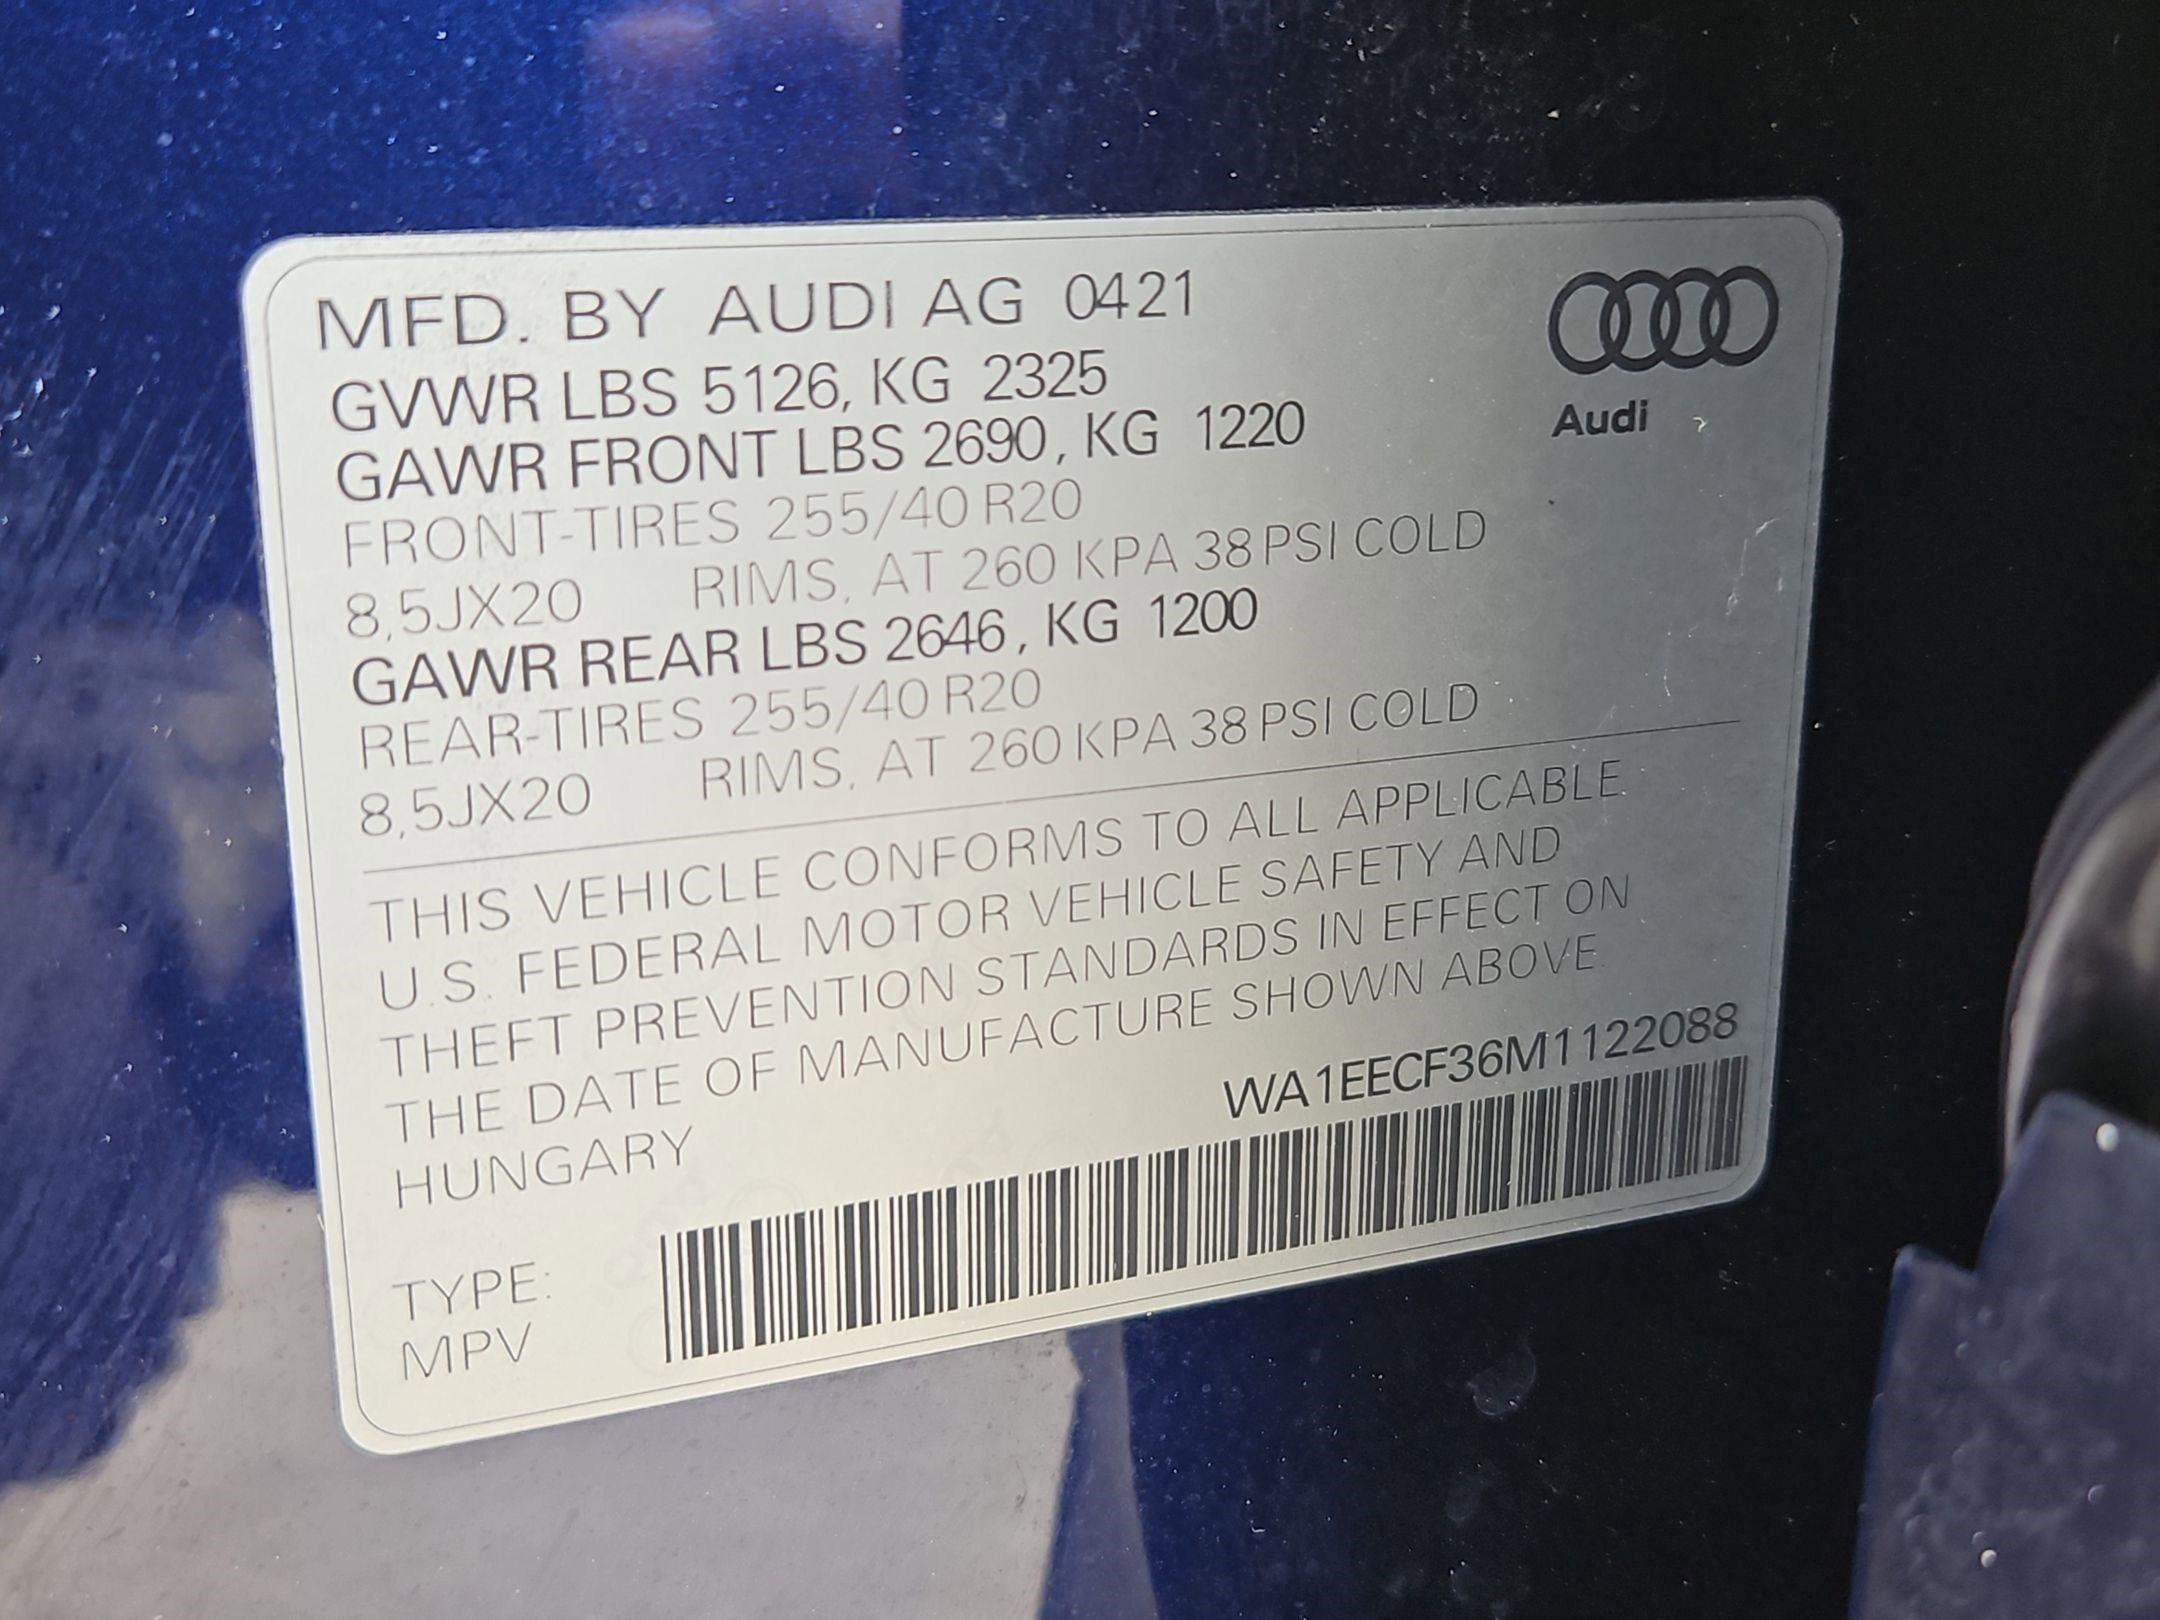 MFD. BY AUDI AG 0421
GVWR LBS 5126, KG 2325
GAWR FRONT LBS 2690, KG 1220
FRONT-TIRES 255/40 R20
8,5JX20 RIMS, AT 260 KPA 38 PSI COLD
GAWR REAR LBS 2646, KG 1200
REAR-TIRES 255/40 R20
8,5JX20 RIMS, AT 260 KPA 38 PSI COLD
Audi
THIS VEHICLE CONFORMS TO ALL APPLICABLE
U.S. FEDERAL MOTOR VEHICLE SAFETY AND
THEFT PREVENTION STANDARDS IN EFFECT ON
THE DATE OF MANUFACTURE SHOWN ABOVE.
HUNGARY
WA1EECF36M1122088
TYPE:
MPV